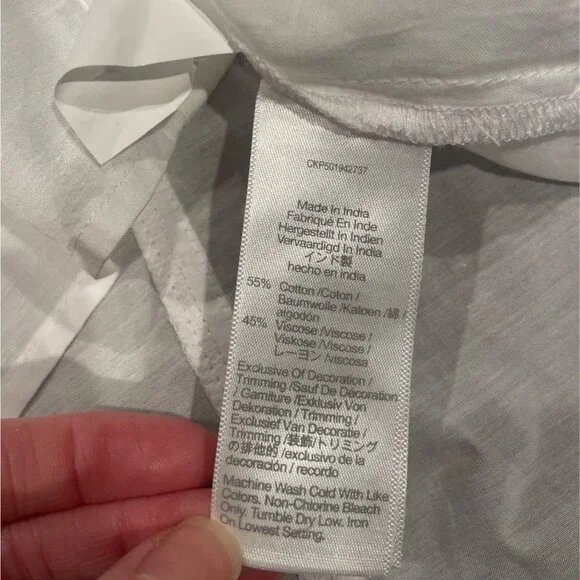 CKP501942737
Made In India
Fabriqué En Inde
Hergestellt In Indien
Vervaardigd In India
インド製
hecho en india
55% Cotton /Coton /
Baumwolle /Katoen /綿 /
algodón
45% Viscose /Viscose /
Viskose /Viscose /
レーヨン /viscosa
Exclusive Of Decoration /
Trimming /Sauf De Décoration
/ Garniture /Exklusiv Von
Dekoration / Trimming /
Exclusief Van Decoratie /
Trimming /装飾/トリミング
の排他的/ /exclusivo de la
decoración / recordo
Machine Wash Cold With Like
Colors. Non-Chlorine Bleach
Only. Tumble Dry Low. Iron
On Lowest Setting.